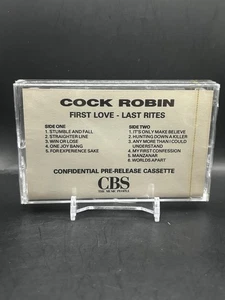 COCK ROBIN
FIRST LOVE - LAST RITES
SIDE ONE
1. STUMBLE AND FALL
2. STRAIGHTER LINE
3. WIN OR LOSE
4. ONE JOY BANG
5. FOR EXPERIENCE SAKE
SIDE TWO
1. IT'S ONLY MAKE BELIEVE
2. HUNTING DOWN A KILLER
3. ANY MORE THAN I COULD
UNDERSTAND
4. MY FIRST CONFESSION
5. MANZANAR
6. WORLDS APART
CONFIDENTIAL PRE-RELEASE CASSETTE
CBS
THE MUSIC PEOPLE